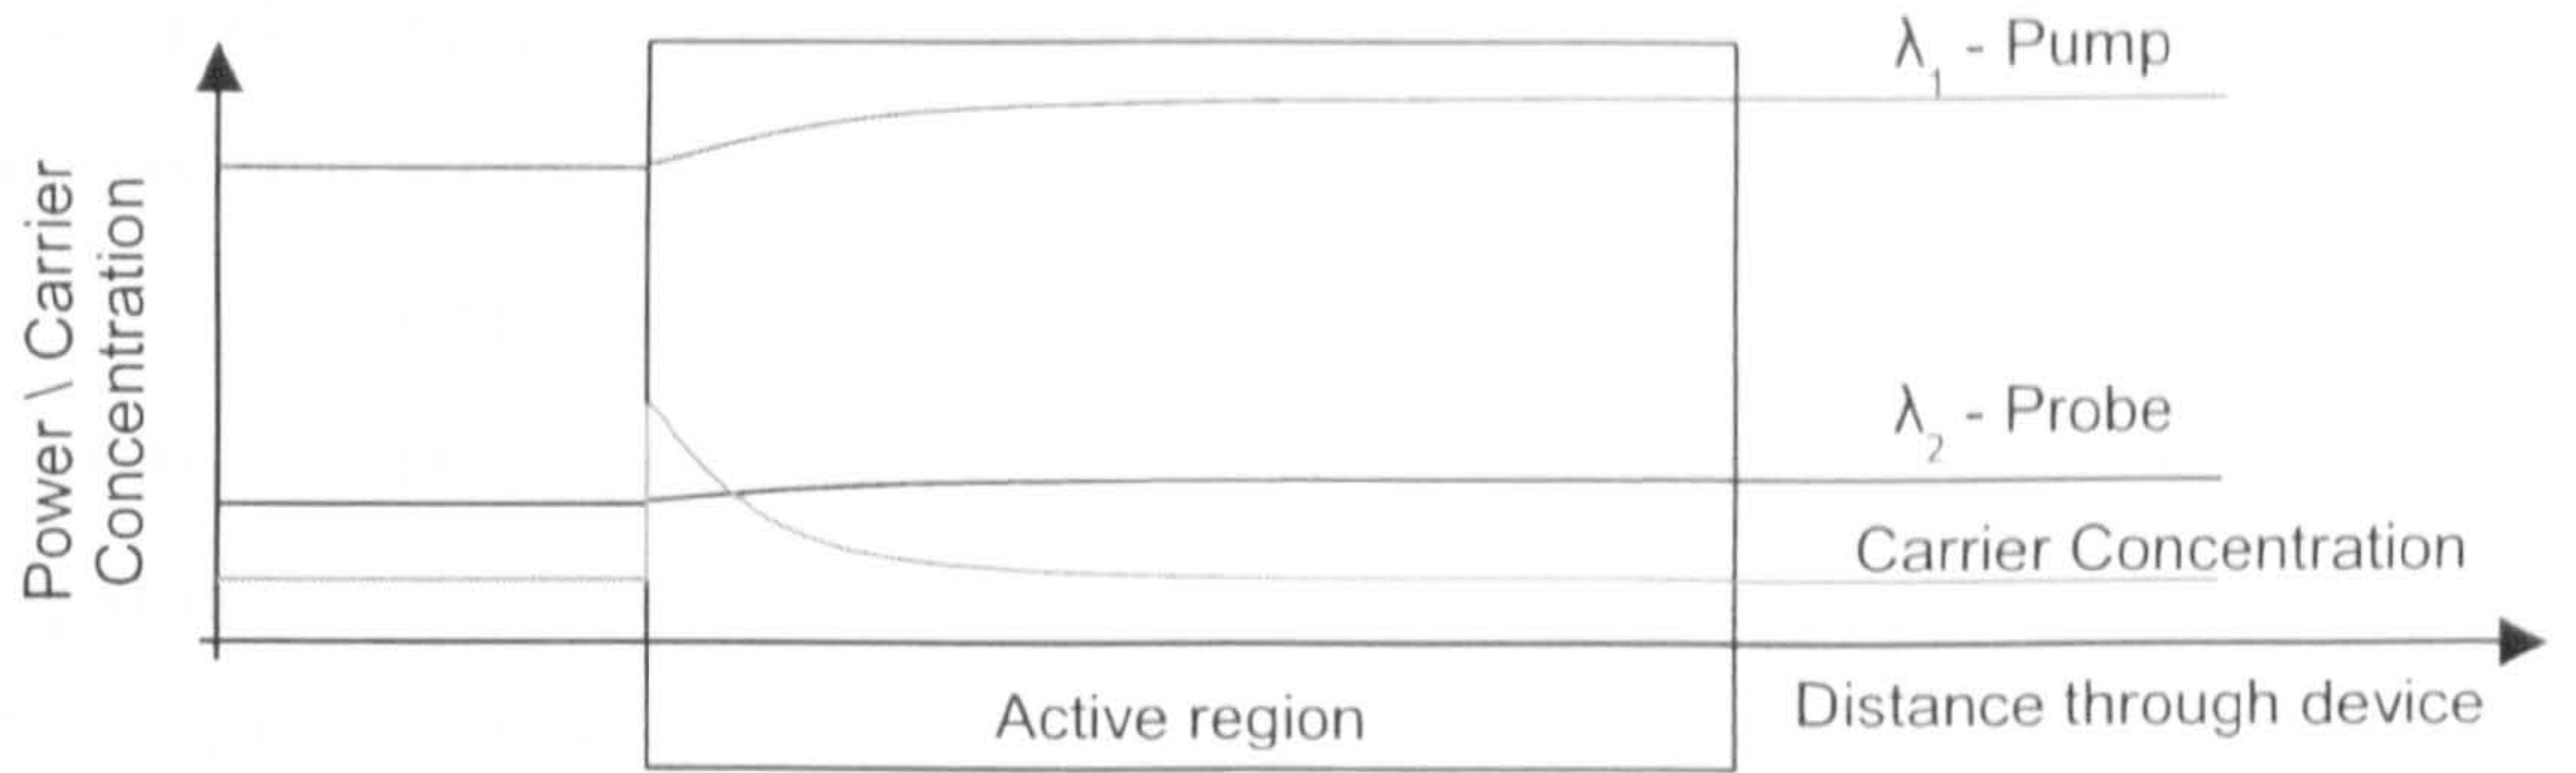 Power \ Carrier
Concentration
λ₁ - Pump
λ₂ - Probe
Carrier Concentration
Active region
Distance through device